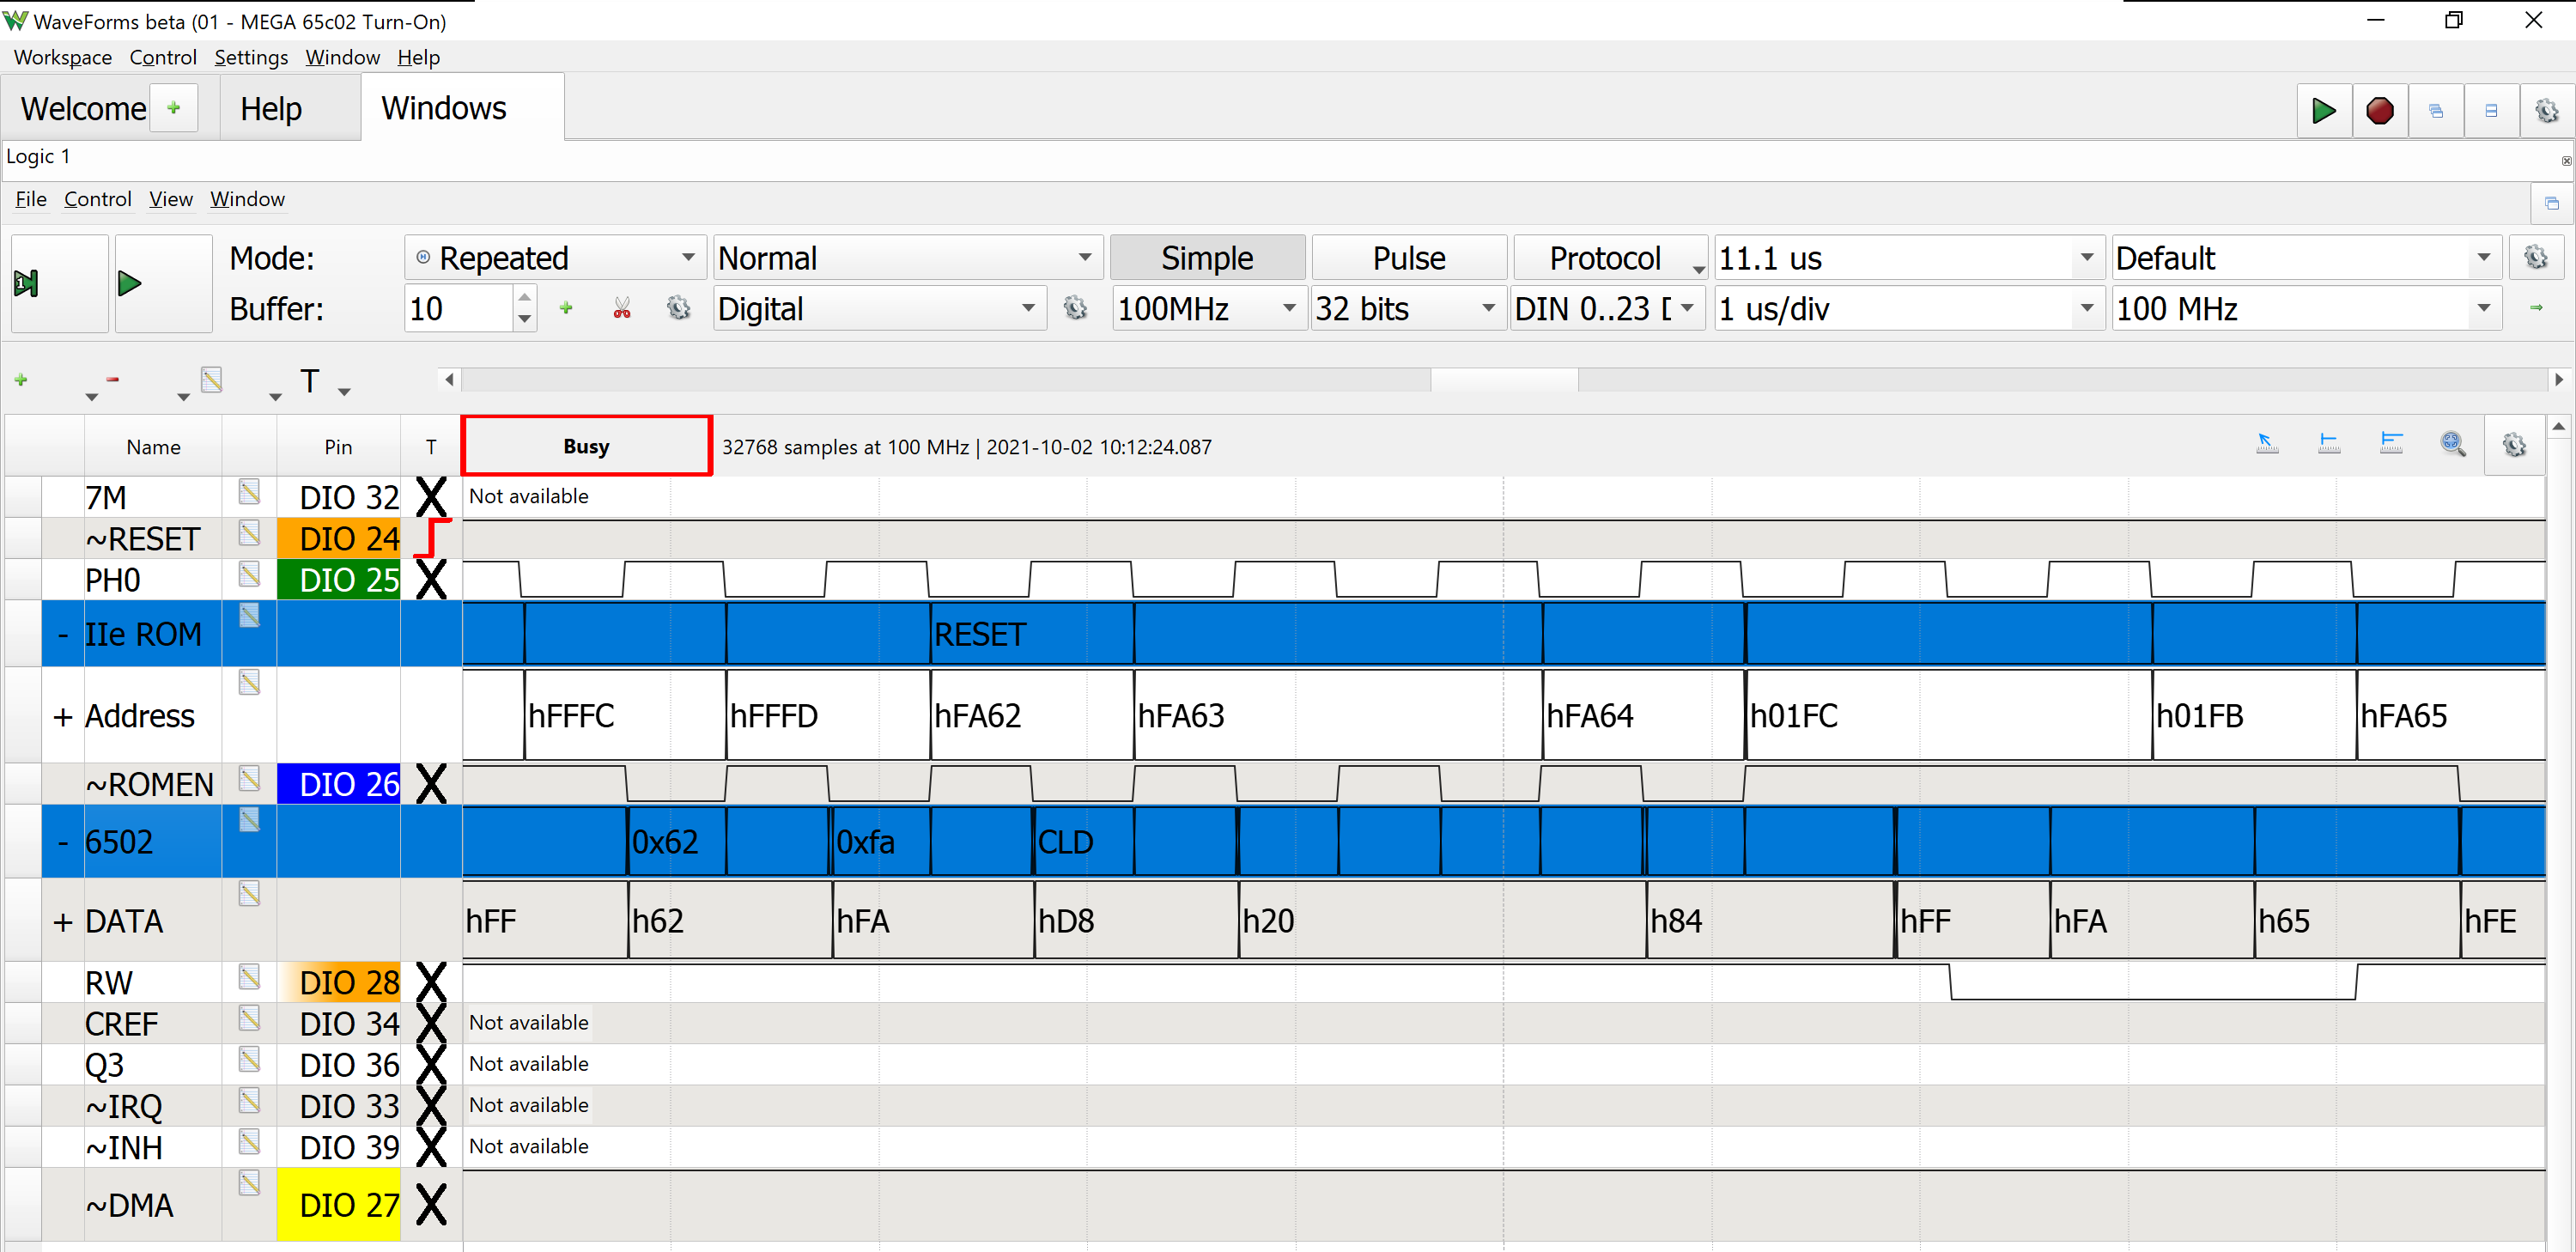 WaveForms beta (01 - MEGA 65c02 Turn-On)
Workspace Control Settings Window Help
Welcome Help Windows
Logic 1
File Control View Window
Mode: Repeated Normal Simple Pulse Protocol 11.1 us Default
Buffer: 10 Digital 100MHz 32 bits DIN 0..23 [ 1 us/div 100 MHz
T
Name Pin T Busy 32768 samples at 100 MHz | 2021-10-02 10:12:24.087
7M DIO 32 X Not available
~RESET DIO 24
PH0 DIO 25 X
- IIe ROM RESET
+ Address hFFFC hFFFD hFA62 hFA63 hFA64 h01FC h01FB hFA65
~ROMEN DIO 26 X
- 6502 0x62 0xfa CLD
+ DATA hFF h62 hFA hD8 h20 h84 hFF hFA h65 hFE
RW DIO 28 X
CREF DIO 34 X Not available
Q3 DIO 36 X Not available
~IRQ DIO 33 X Not available
~INH DIO 39 X Not available
~DMA DIO 27 X